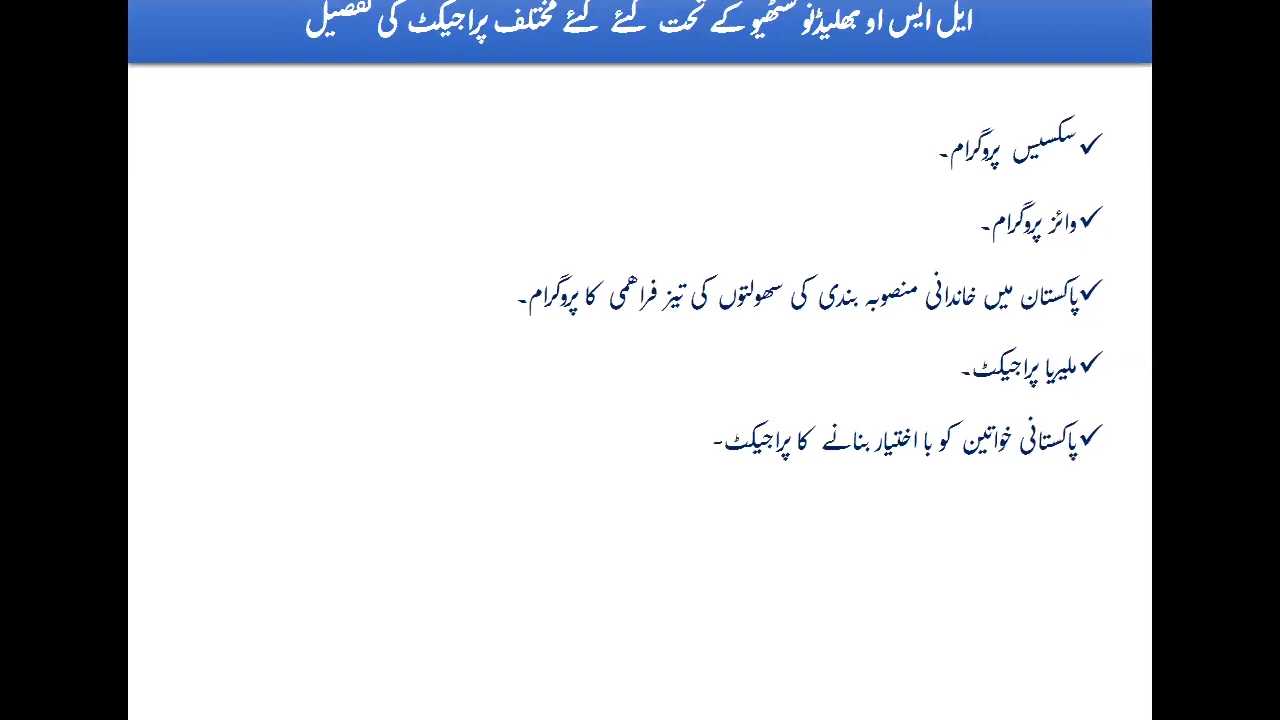 ایل ایس او بھلیڈنو سٹھیو کے تحت کئے گئے مختلف پراجیکٹ کی تفصیل
✓سکسیس پروگرام۔
✓وائز پروگرام۔
✓پاکستان میں خاندانی منصوبہ بندی کی سھولتوں کی تیز فراھمی کا پروگرام۔
✓ملیریا پراجیکٹ۔
✓پاکستانی خواتین کو با اختیار بنانے کا پراجیکٹ۔